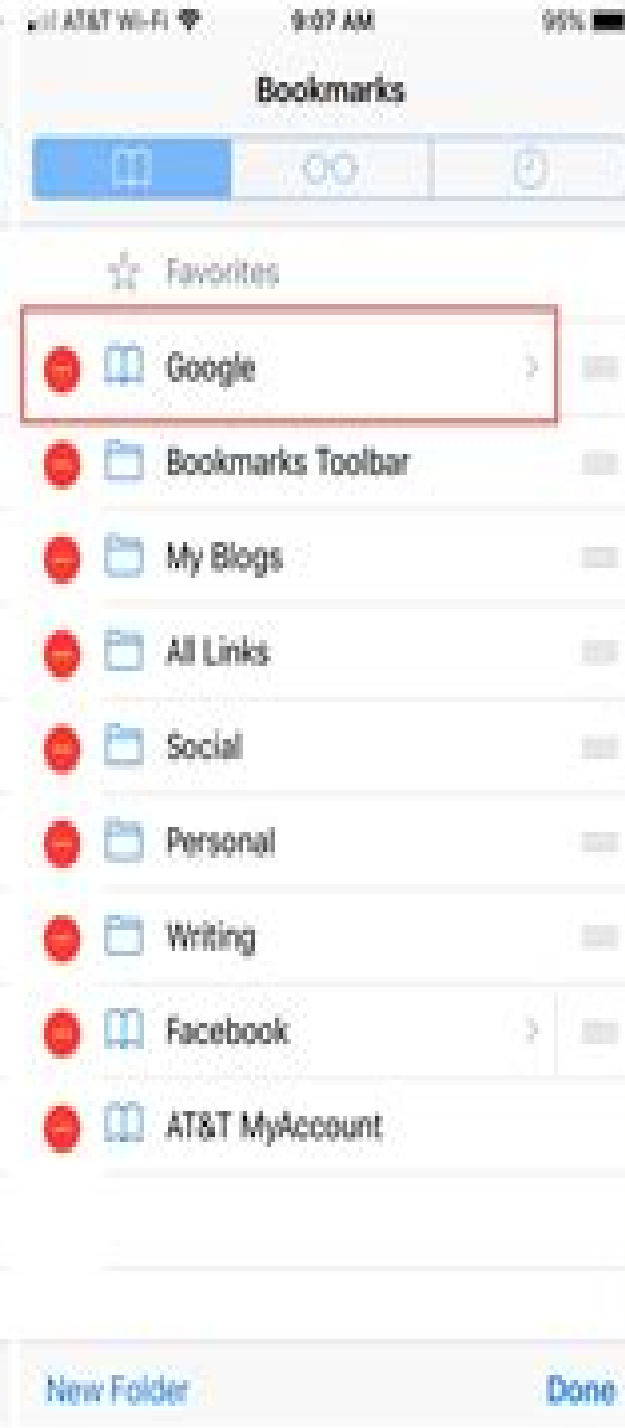 AT&T Wi-Fi 9:07 AM 95%
Bookmarks
Favorites
Google
Bookmarks Toolbar
My Blogs
All Links
Social
Personal
Writing
Facebook
AT&T MyAccount
New Folder Done